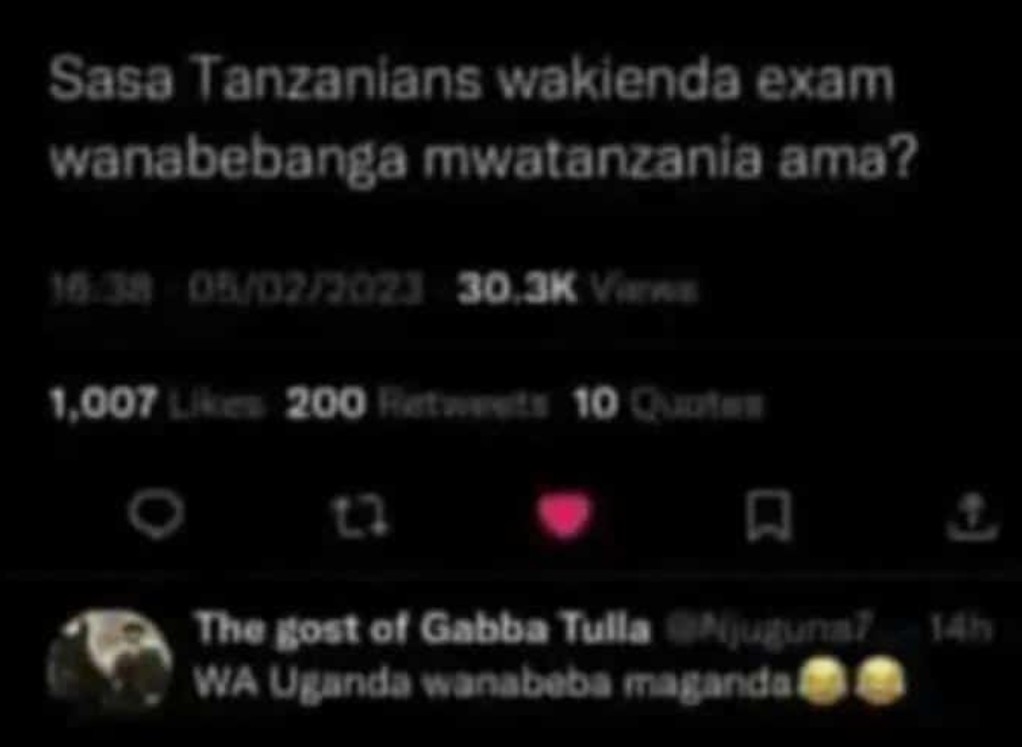 Sasa Tanzanians wakienda exam
wanabebanga mwatanzania ama?
16:38 05/02/2023 30.3K Views
1,007 Likes 200 Retweets 10 Quotes
The gost of Gabba Tulla @Njuguna7 14h
WA Uganda wanabeba maganda😂😂